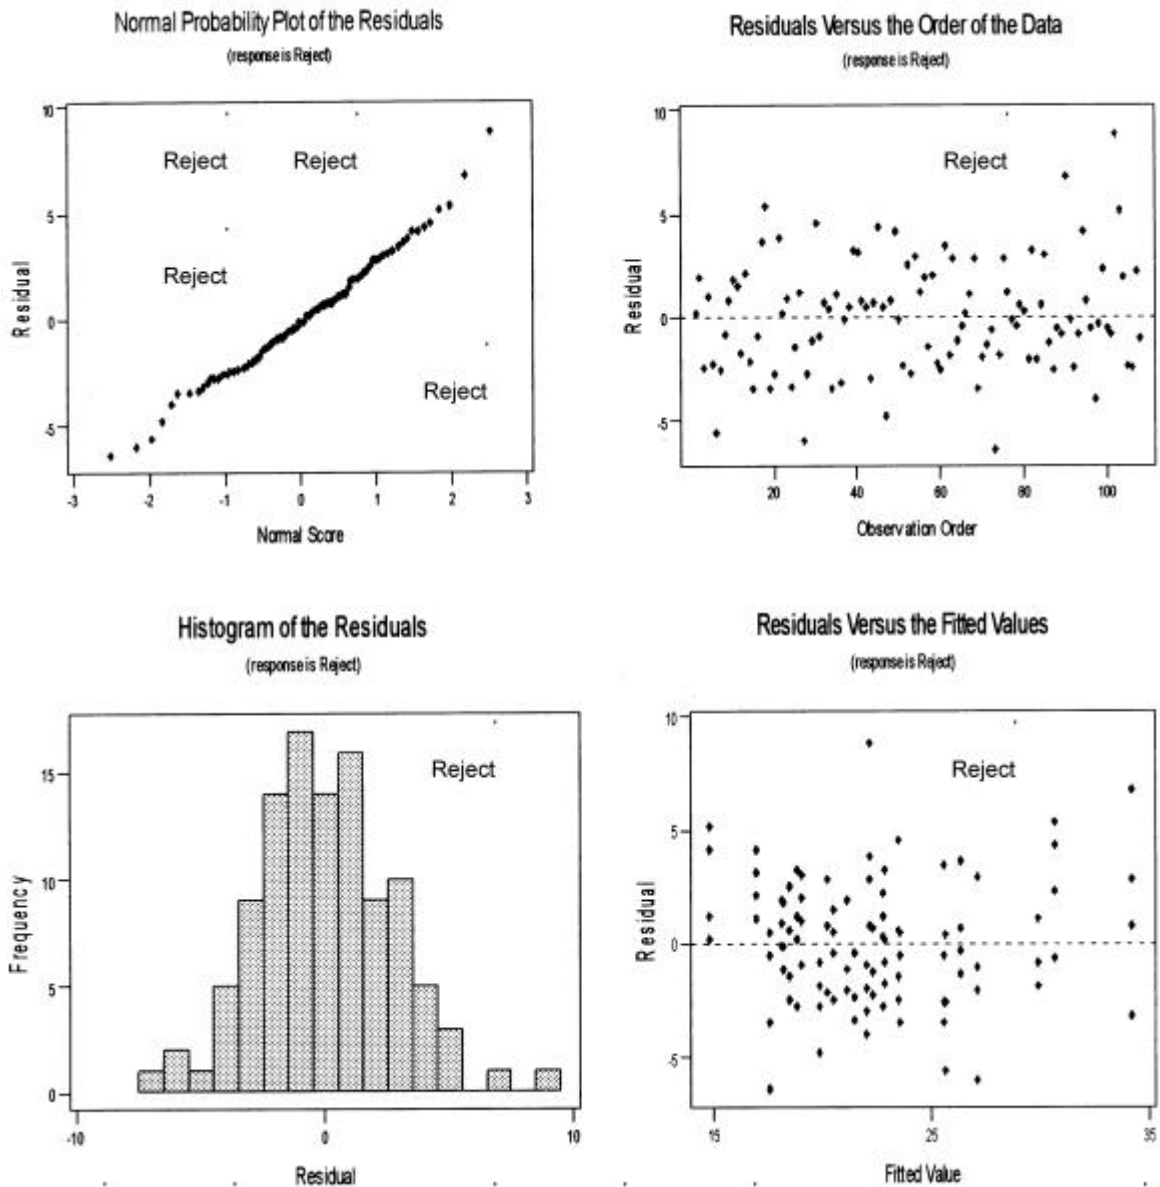 Normal Probability Plot of the Residuals
(response is Reject)
10
5
0
-5
Residual
Reject
Reject
Reject
Reject
-3
-2
-1
0
1
2
3
Normal Score
Residuals Versus the Order of the Data
(response is Reject)
10
5
0
-5
Residual
Reject
20
40
60
80
100
Observation Order
Histogram of the Residuals
(response is Reject)
15
10
5
0
Frequency
Reject
-10
0
10
Residual
Residuals Versus the Fitted Values
(response is Reject)
10
5
0
-5
Residual
Reject
15
25
35
Fitted Value